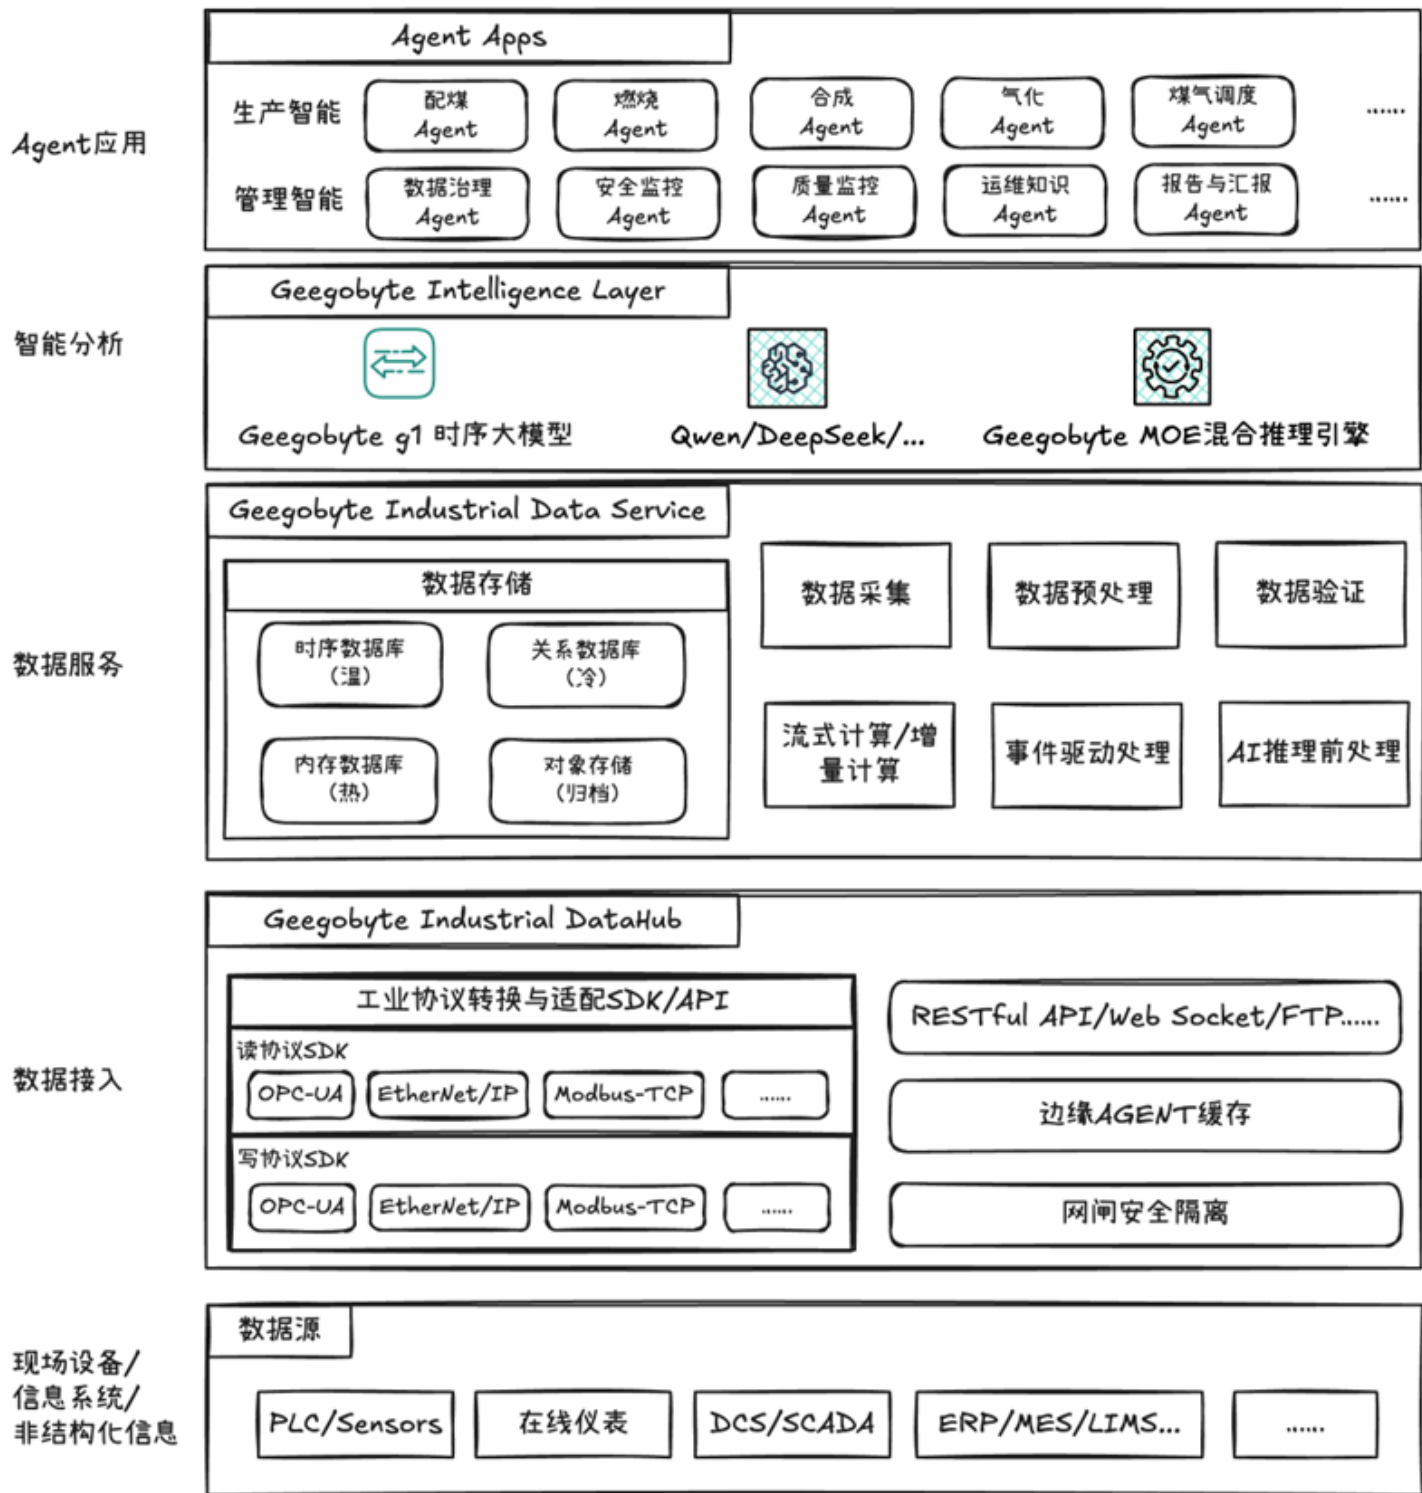 Agent应用
Agent Apps
生产智能
配煤
Agent
燃烧
Agent
合成
Agent
气化
Agent
煤气调度
Agent
......
管理智能
数据治理
Agent
安全监控
Agent
质量监控
Agent
运维知识
Agent
报告与汇报
Agent
......
智能分析
Geegobyte Intelligence Layer
Geegobyte g1 时序大模型
Qwen/DeepSeek/...
Geegobyte MOE混合推理引擎
数据服务
Geegobyte Industrial Data Service
数据存储
时序数据库
(温)
关系数据库
(冷)
内存数据库
(热)
对象存储
(归档)
数据采集
数据预处理
数据验证
流式计算/增
量计算
事件驱动处理
AI推理前处理
数据接入
Geegobyte Industrial DataHub
工业协议转换与适配SDK/API
读协议SDK
OPC-UA
EtherNet/IP
Modbus-TCP
......
写协议SDK
OPC-UA
EtherNet/IP
Modbus-TCP
......
RESTful API/Web Socket/FTP......
边缘AGENT缓存
网闸安全隔离
现场设备/
信息系统/
非结构化信息
数据源
PLC/Sensors
在线仪表
DCS/SCADA
ERP/MES/LIMS...
......